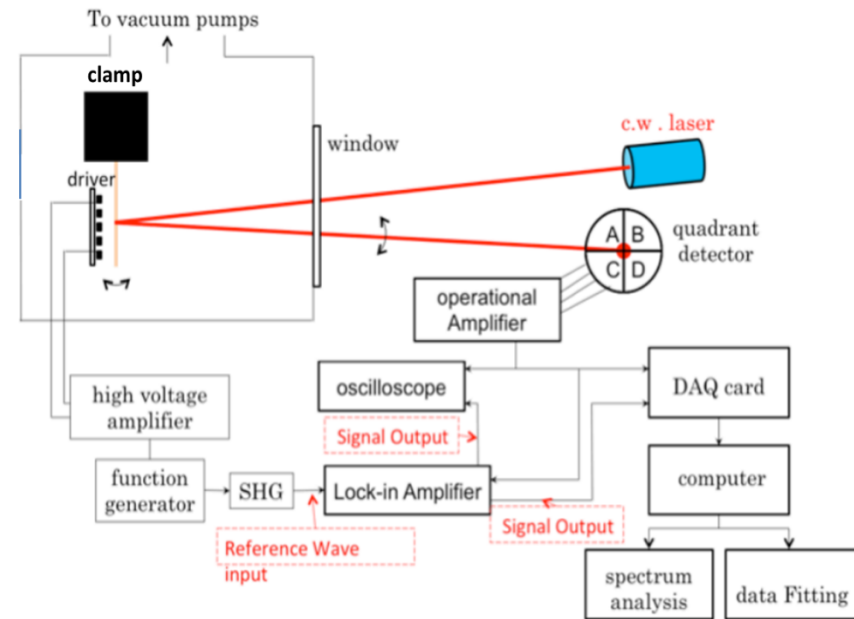 To vacuum pumps
clamp
c.w . laser
window
driver
A B
C D
quadrant
detector
operational
Amplifier
oscilloscope
DAQ card
high voltage
amplifier
Signal Output
function
generator
SHG
Lock-in Amplifier
computer
Signal Output
Reference Wave
input
spectrum
analysis
data Fitting